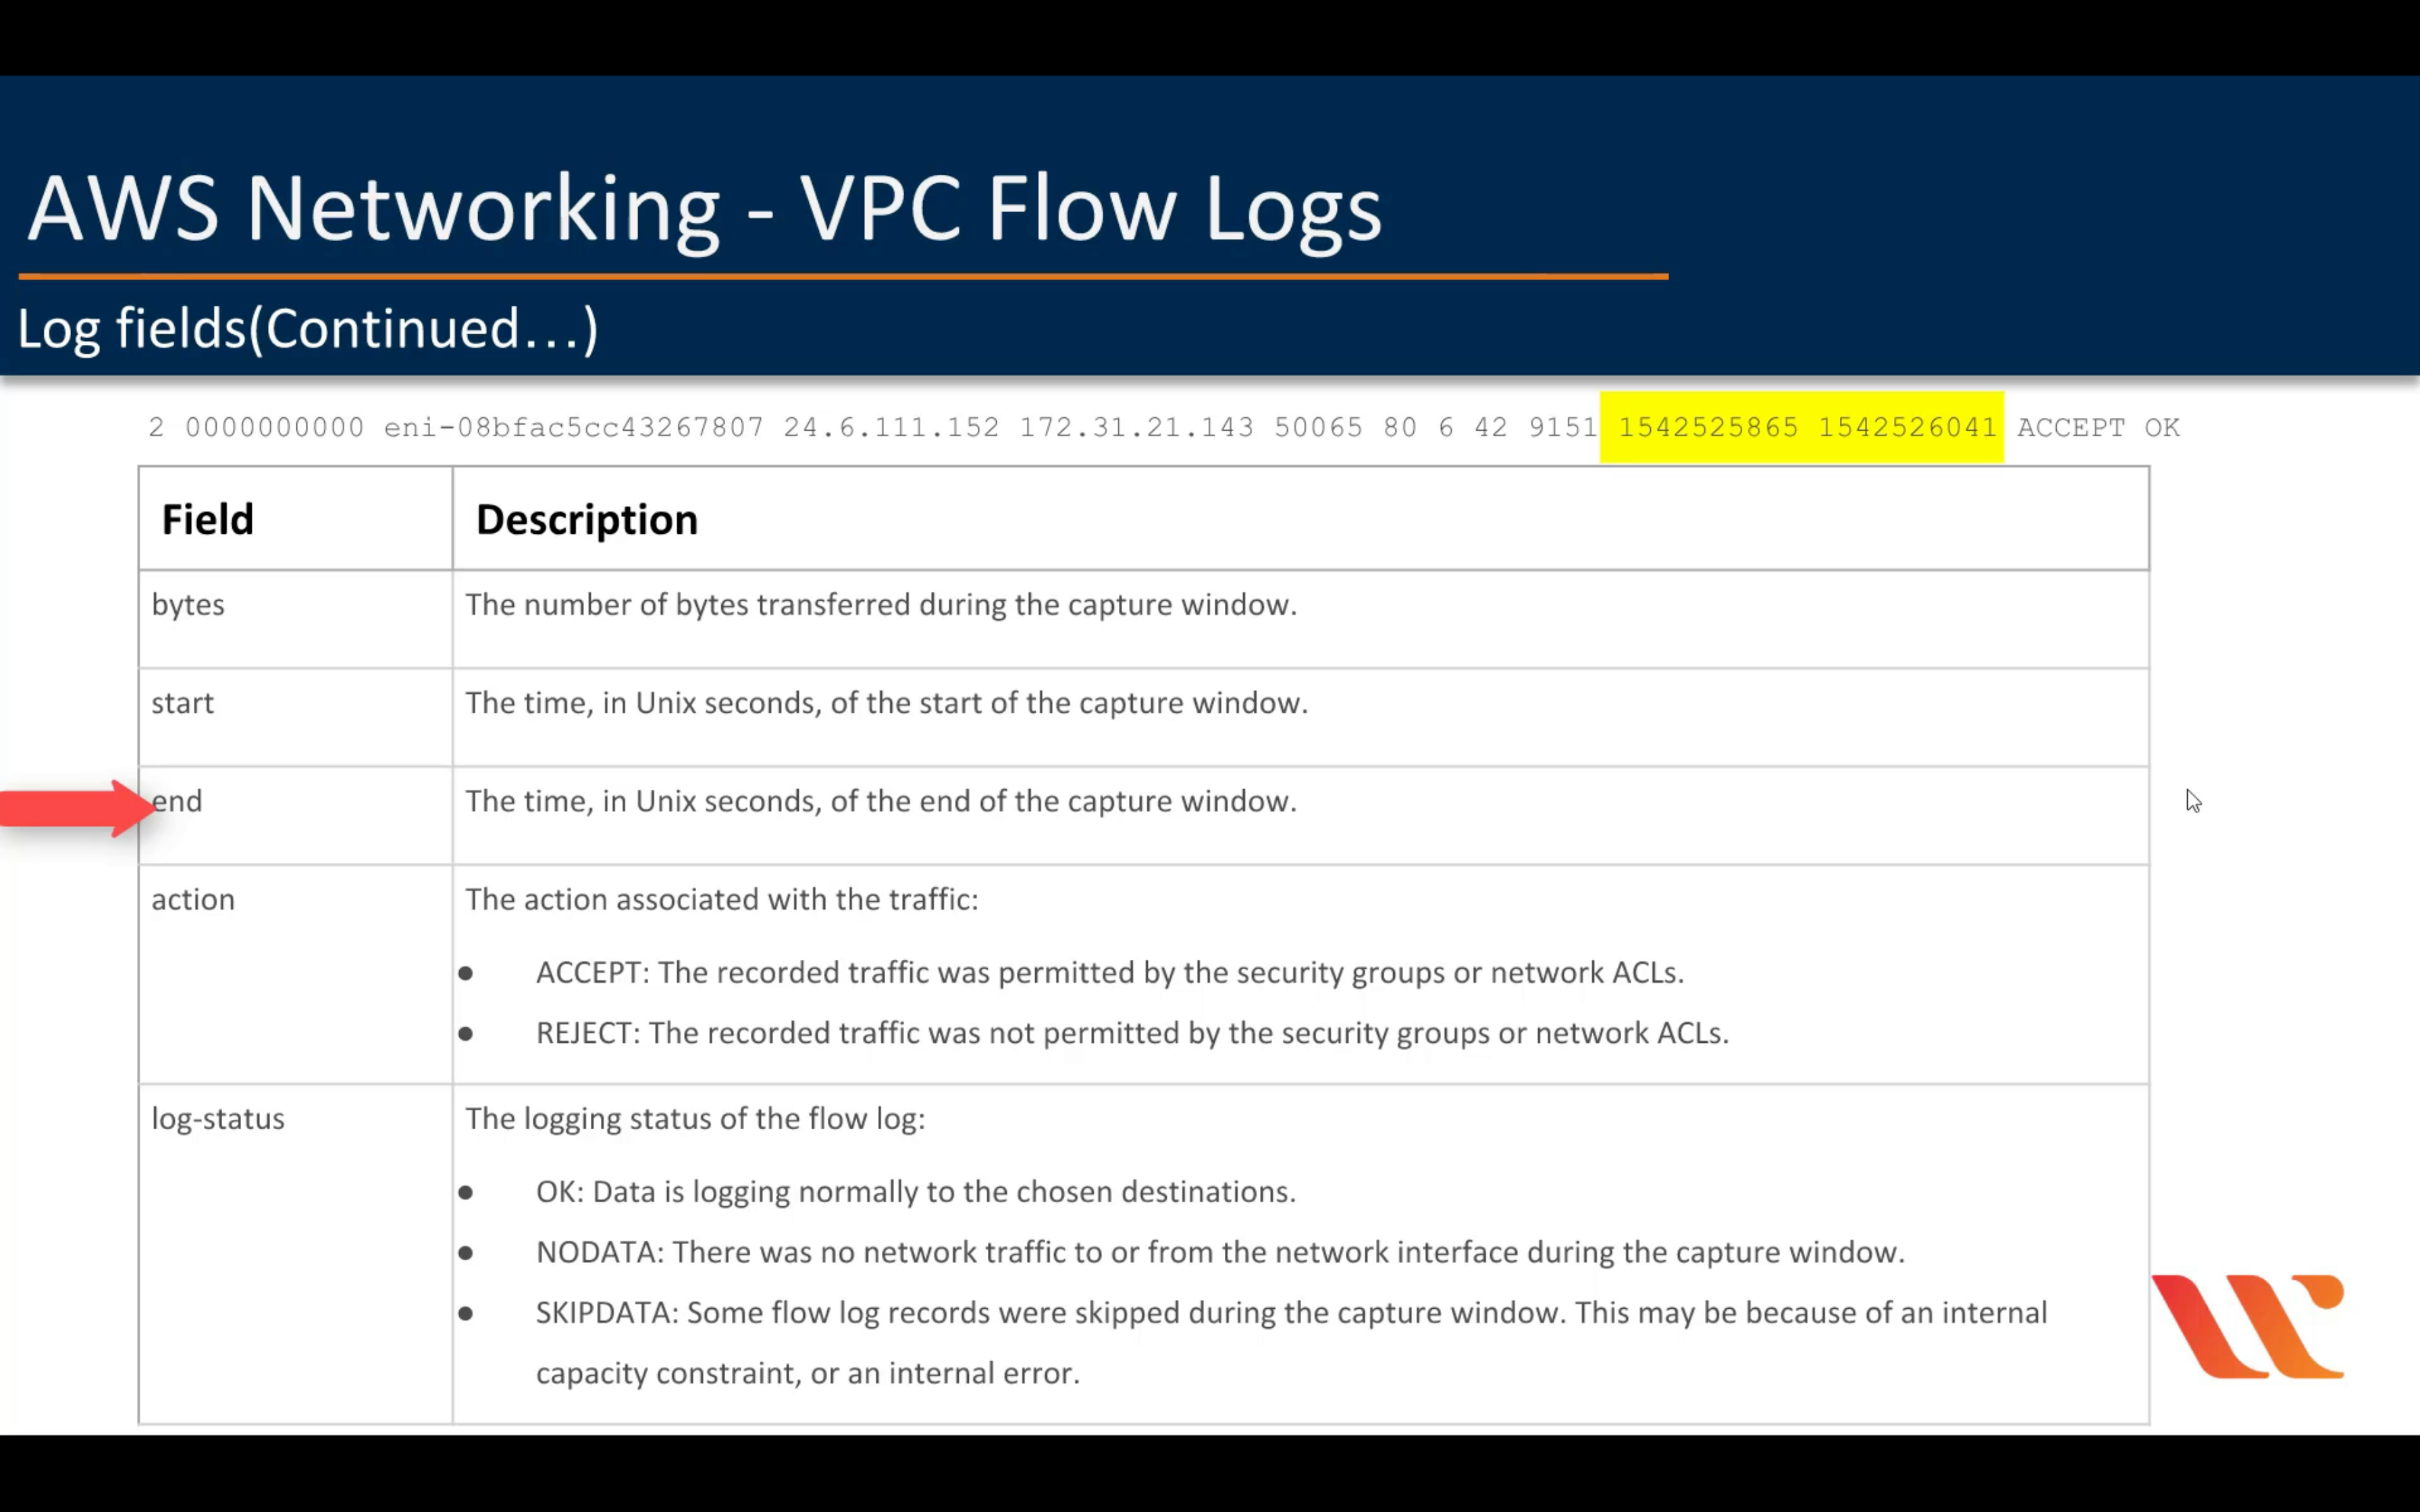 AWS Networking - VPC Flow Logs
Log fields(Continued...)
2 0000000000 eni-08bfac5cc43267807 24.6.111.152 172.31.21.143 50065 80 6 42 9151 1542525865 1542526041 ACCEPT OK
Field Description
bytes The number of bytes transferred during the capture window.
start The time, in Unix seconds, of the start of the capture window.
end The time, in Unix seconds, of the end of the capture window.
action The action associated with the traffic:
● ACCEPT: The recorded traffic was permitted by the security groups or network ACLs.
● REJECT: The recorded traffic was not permitted by the security groups or network ACLs.
log-status The logging status of the flow log:
● OK: Data is logging normally to the chosen destinations.
● NODATA: There was no network traffic to or from the network interface during the capture window.
● SKIPDATA: Some flow log records were skipped during the capture window. This may be because of an internal
capacity constraint, or an internal error.